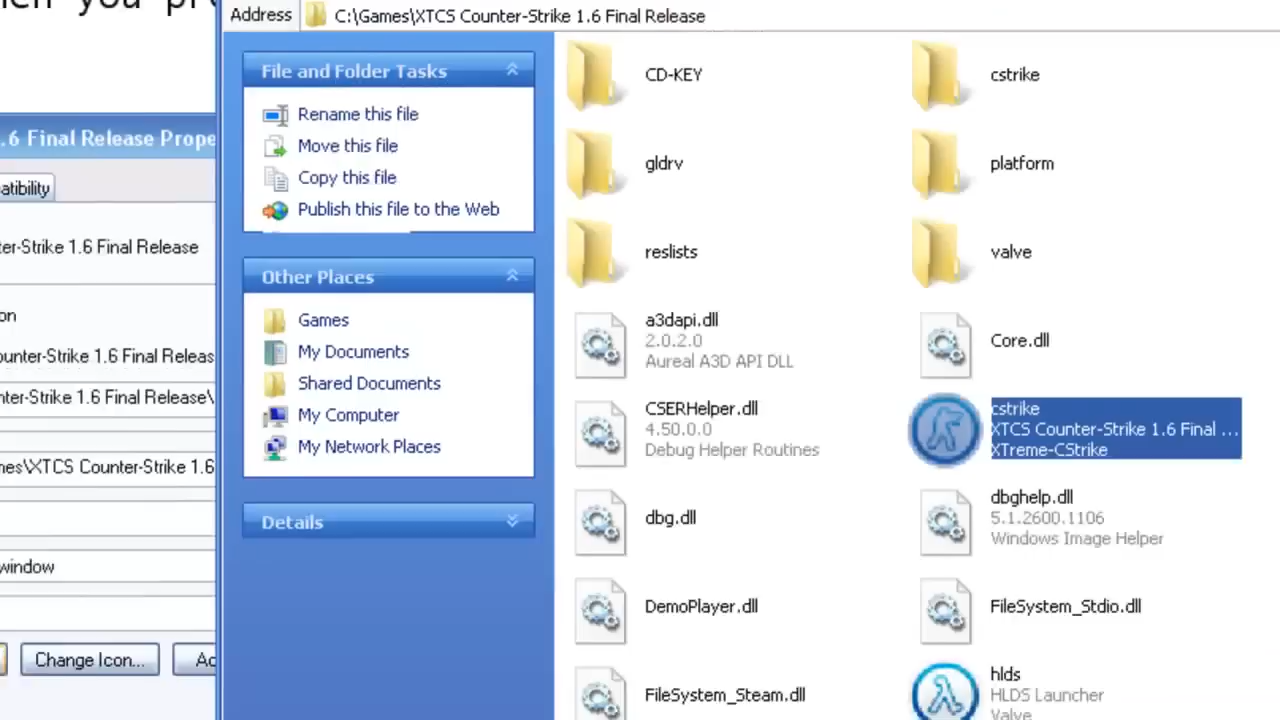 hen you pr
Address C:\Games\XTCS Counter-Strike 1.6 Final Release
.6 Final Release Prope
atibility
ter-Strike 1.6 Final Release
on
ounter-Strike 1.6 Final Releas
nter-Strike 1.6 Final Release\
mes\XTCS Counter-Strike 1.6
window
Change Icon...
Ad
File and Folder Tasks
Rename this file
Move this file
Copy this file
Publish this file to the Web
Other Places
Games
My Documents
Shared Documents
My Computer
My Network Places
Details
CD-KEY
cstrike
gldrv
platform
reslists
valve
a3dapi.dll
2.0.2.0
Aureal A3D API DLL
Core.dll
CSERHelper.dll
4.50.0.0
Debug Helper Routines
cstrike
XTCS Counter-Strike 1.6 Final ...
XTreme-CStrike
dbg.dll
dbghelp.dll
5.1.2600.1106
Windows Image Helper
DemoPlayer.dll
FileSystem_Stdio.dll
FileSystem_Steam.dll
hlds
HLDS Launcher
Valve